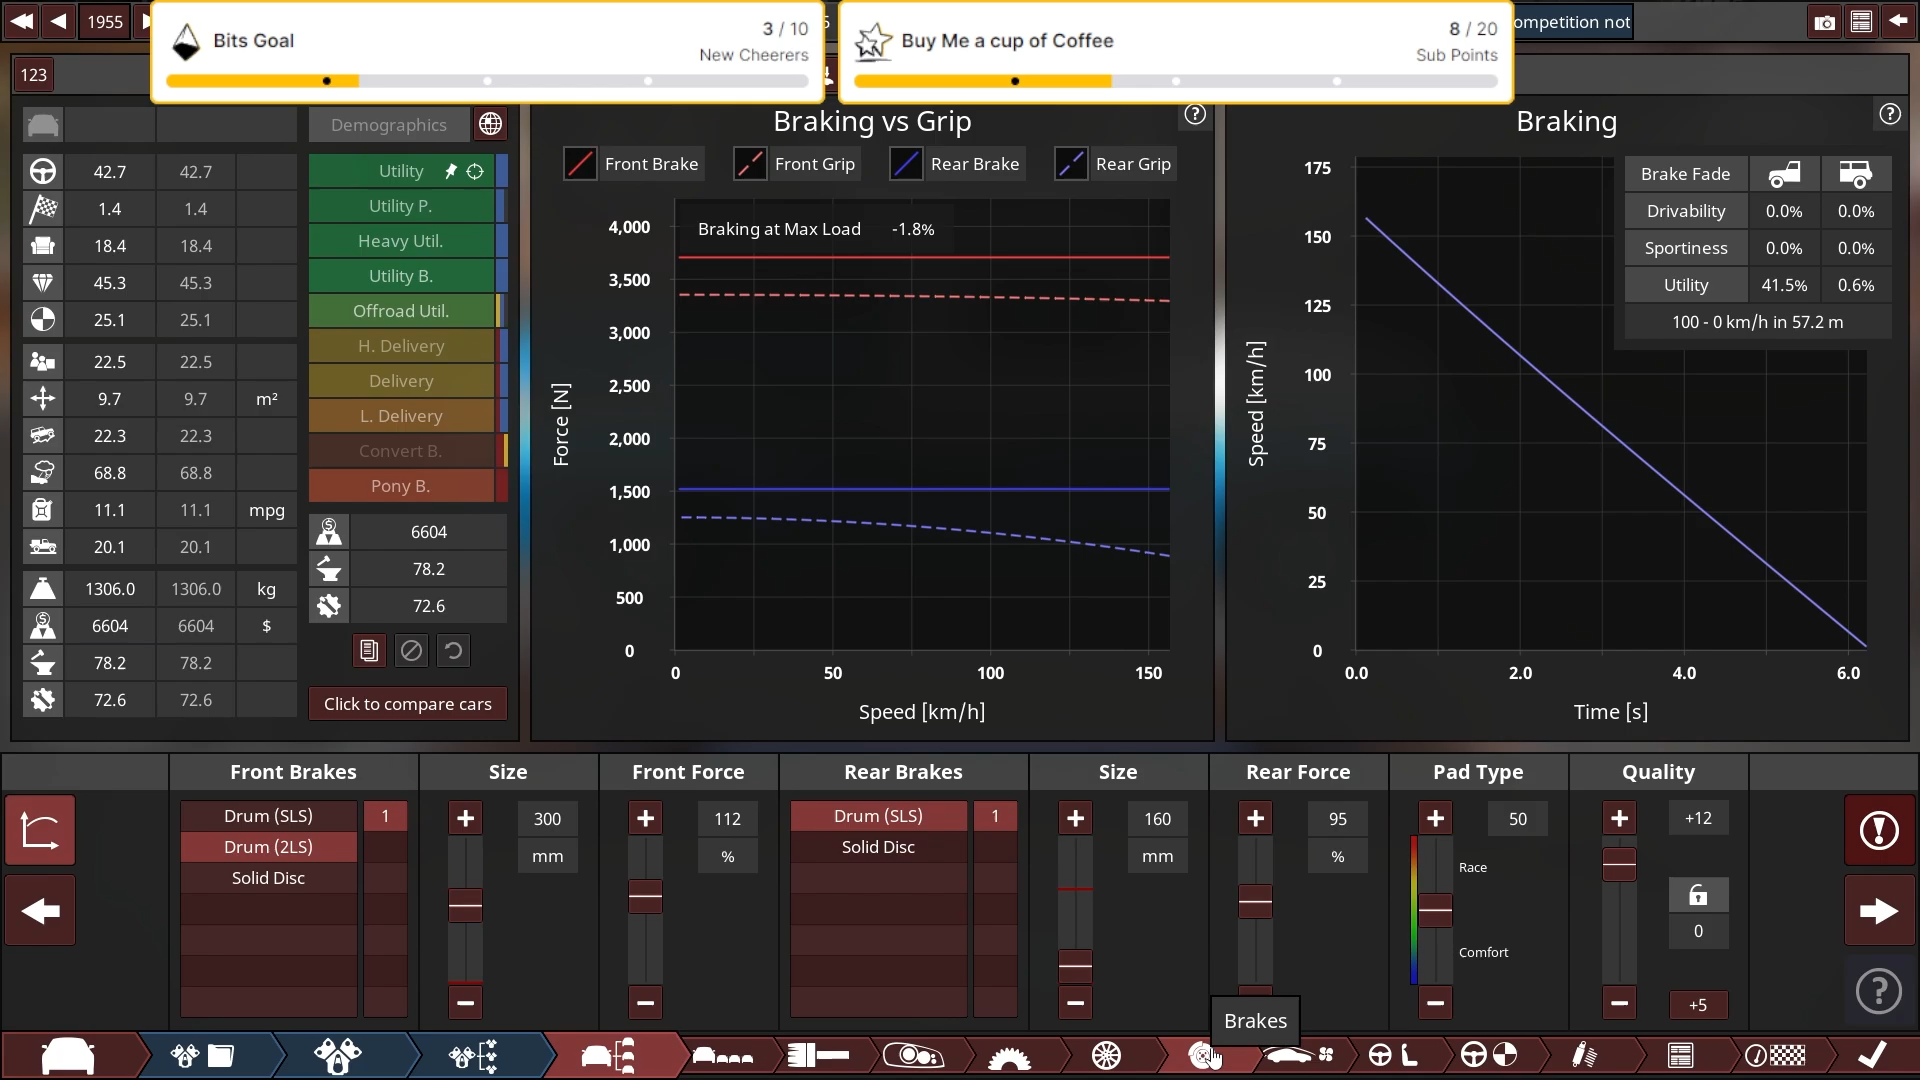 1955
Bits Goal
3 / 10
New Cheerers
Buy Me a cup of Coffee
8 / 20
Sub Points
5
ompetition not
123
Demographics
42.7 42.7
1.4 1.4
18.4 18.4
45.3 45.3
25.1 25.1
22.5 22.5
9.7 9.7 m²
22.3 22.3
68.8 68.8
11.1 11.1 mpg
20.1 20.1
1306.0 1306.0 kg
6604 6604 $
78.2 78.2
72.6 72.6
Utility
Utility P.
Heavy Util.
Utility B.
Offroad Util.
H. Delivery
Delivery
L. Delivery
Convert B.
Pony B.
6604
78.2
72.6
Click to compare cars
Braking vs Grip
?
Front Brake Front Grip Rear Brake Rear Grip
Braking at Max Load -1.8%
4,000
3,500
3,000
2,500
2,000
1,500
1,000
500
0
Force [N]
0 50 100 150
Speed [km/h]
Braking
?
175
150
125
100
75
50
25
0
Speed [km/h]
0.0 2.0 4.0 6.0
Time [s]
Brake Fade
Drivability 0.0% 0.0%
Sportiness 0.0% 0.0%
Utility 41.5% 0.6%
100 - 0 km/h in 57.2 m
Front Brakes
Drum (SLS) 1
Drum (2LS)
Solid Disc
Size
+ 300
mm
−
Front Force
+ 112
%
−
Rear Brakes
Drum (SLS) 1
Solid Disc
Size
+ 160
mm
−
Rear Force
+ 95
%
Pad Type
+ 50
Race
Comfort
−
Quality
+ +12
0
− +5
?
Brakes